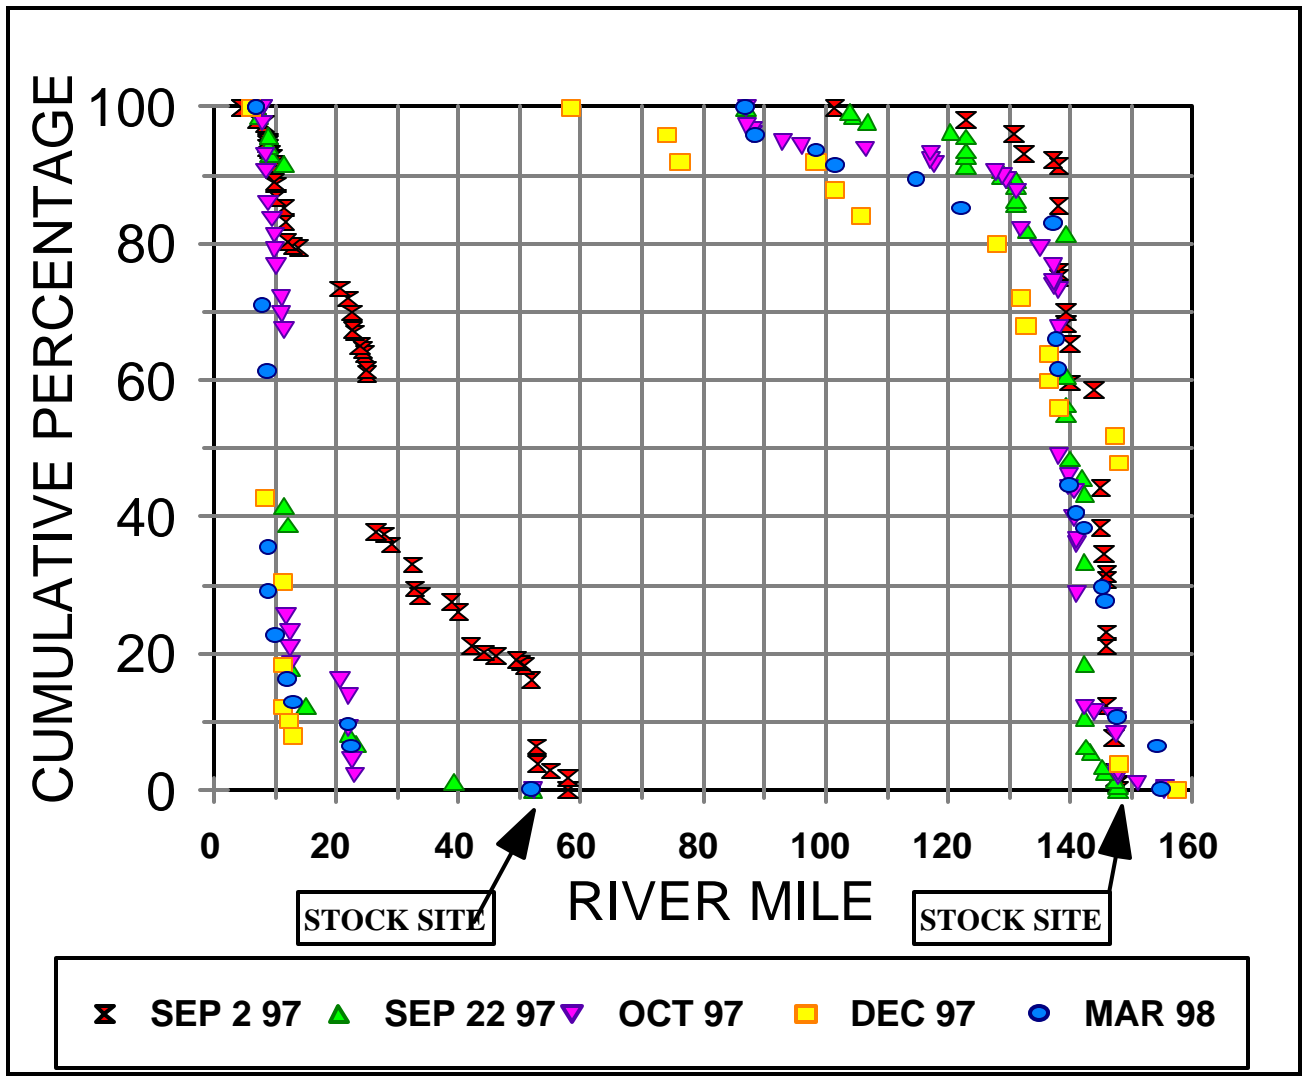 CUMULATIVE PERCENTAGE
100
80
60
40
20
0
0 20 40 60 80 100 120 140 160
RIVER MILE
STOCK SITE STOCK SITE
SEP 2 97 SEP 22 97 OCT 97 DEC 97 MAR 98